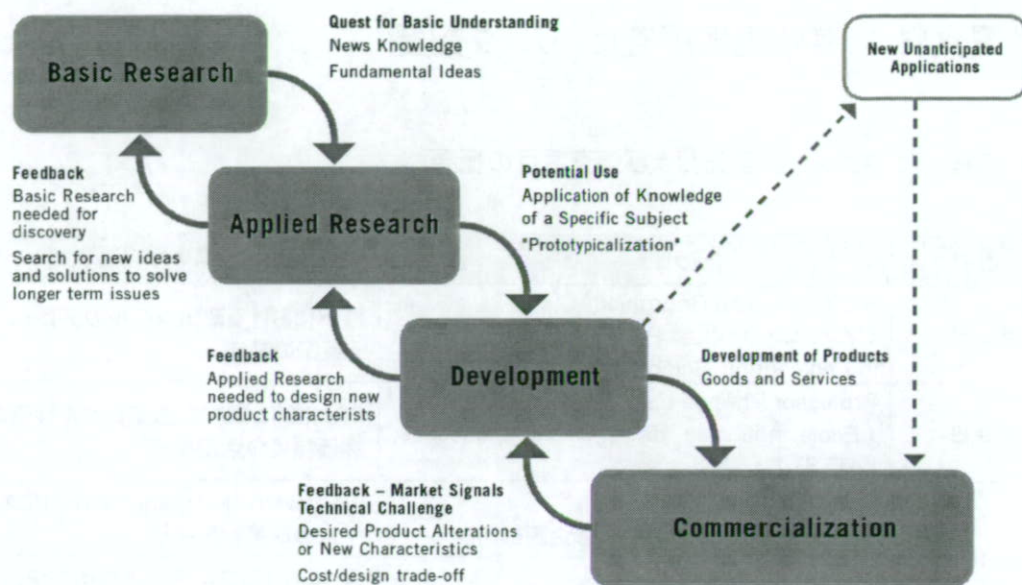 Quest for Basic Understanding
News Knowledge
Fundamental Ideas
New Unanticipated
Applications
Basic Research
Feedback
Basic Research
needed for
discovery
Search for new ideas
and solutions to solve
longer term issues
Applied Research
Potential Use
Application of Knowledge
of a Specific Subject
"Prototypicalization"
Feedback
Applied Research
needed to design new
product characterists
Development
Development of Products
Goods and Services
Feedback – Market Signals
Technical Challenge
Desired Product Alterations
or New Characteristics
Cost/design trade-off
Commercialization